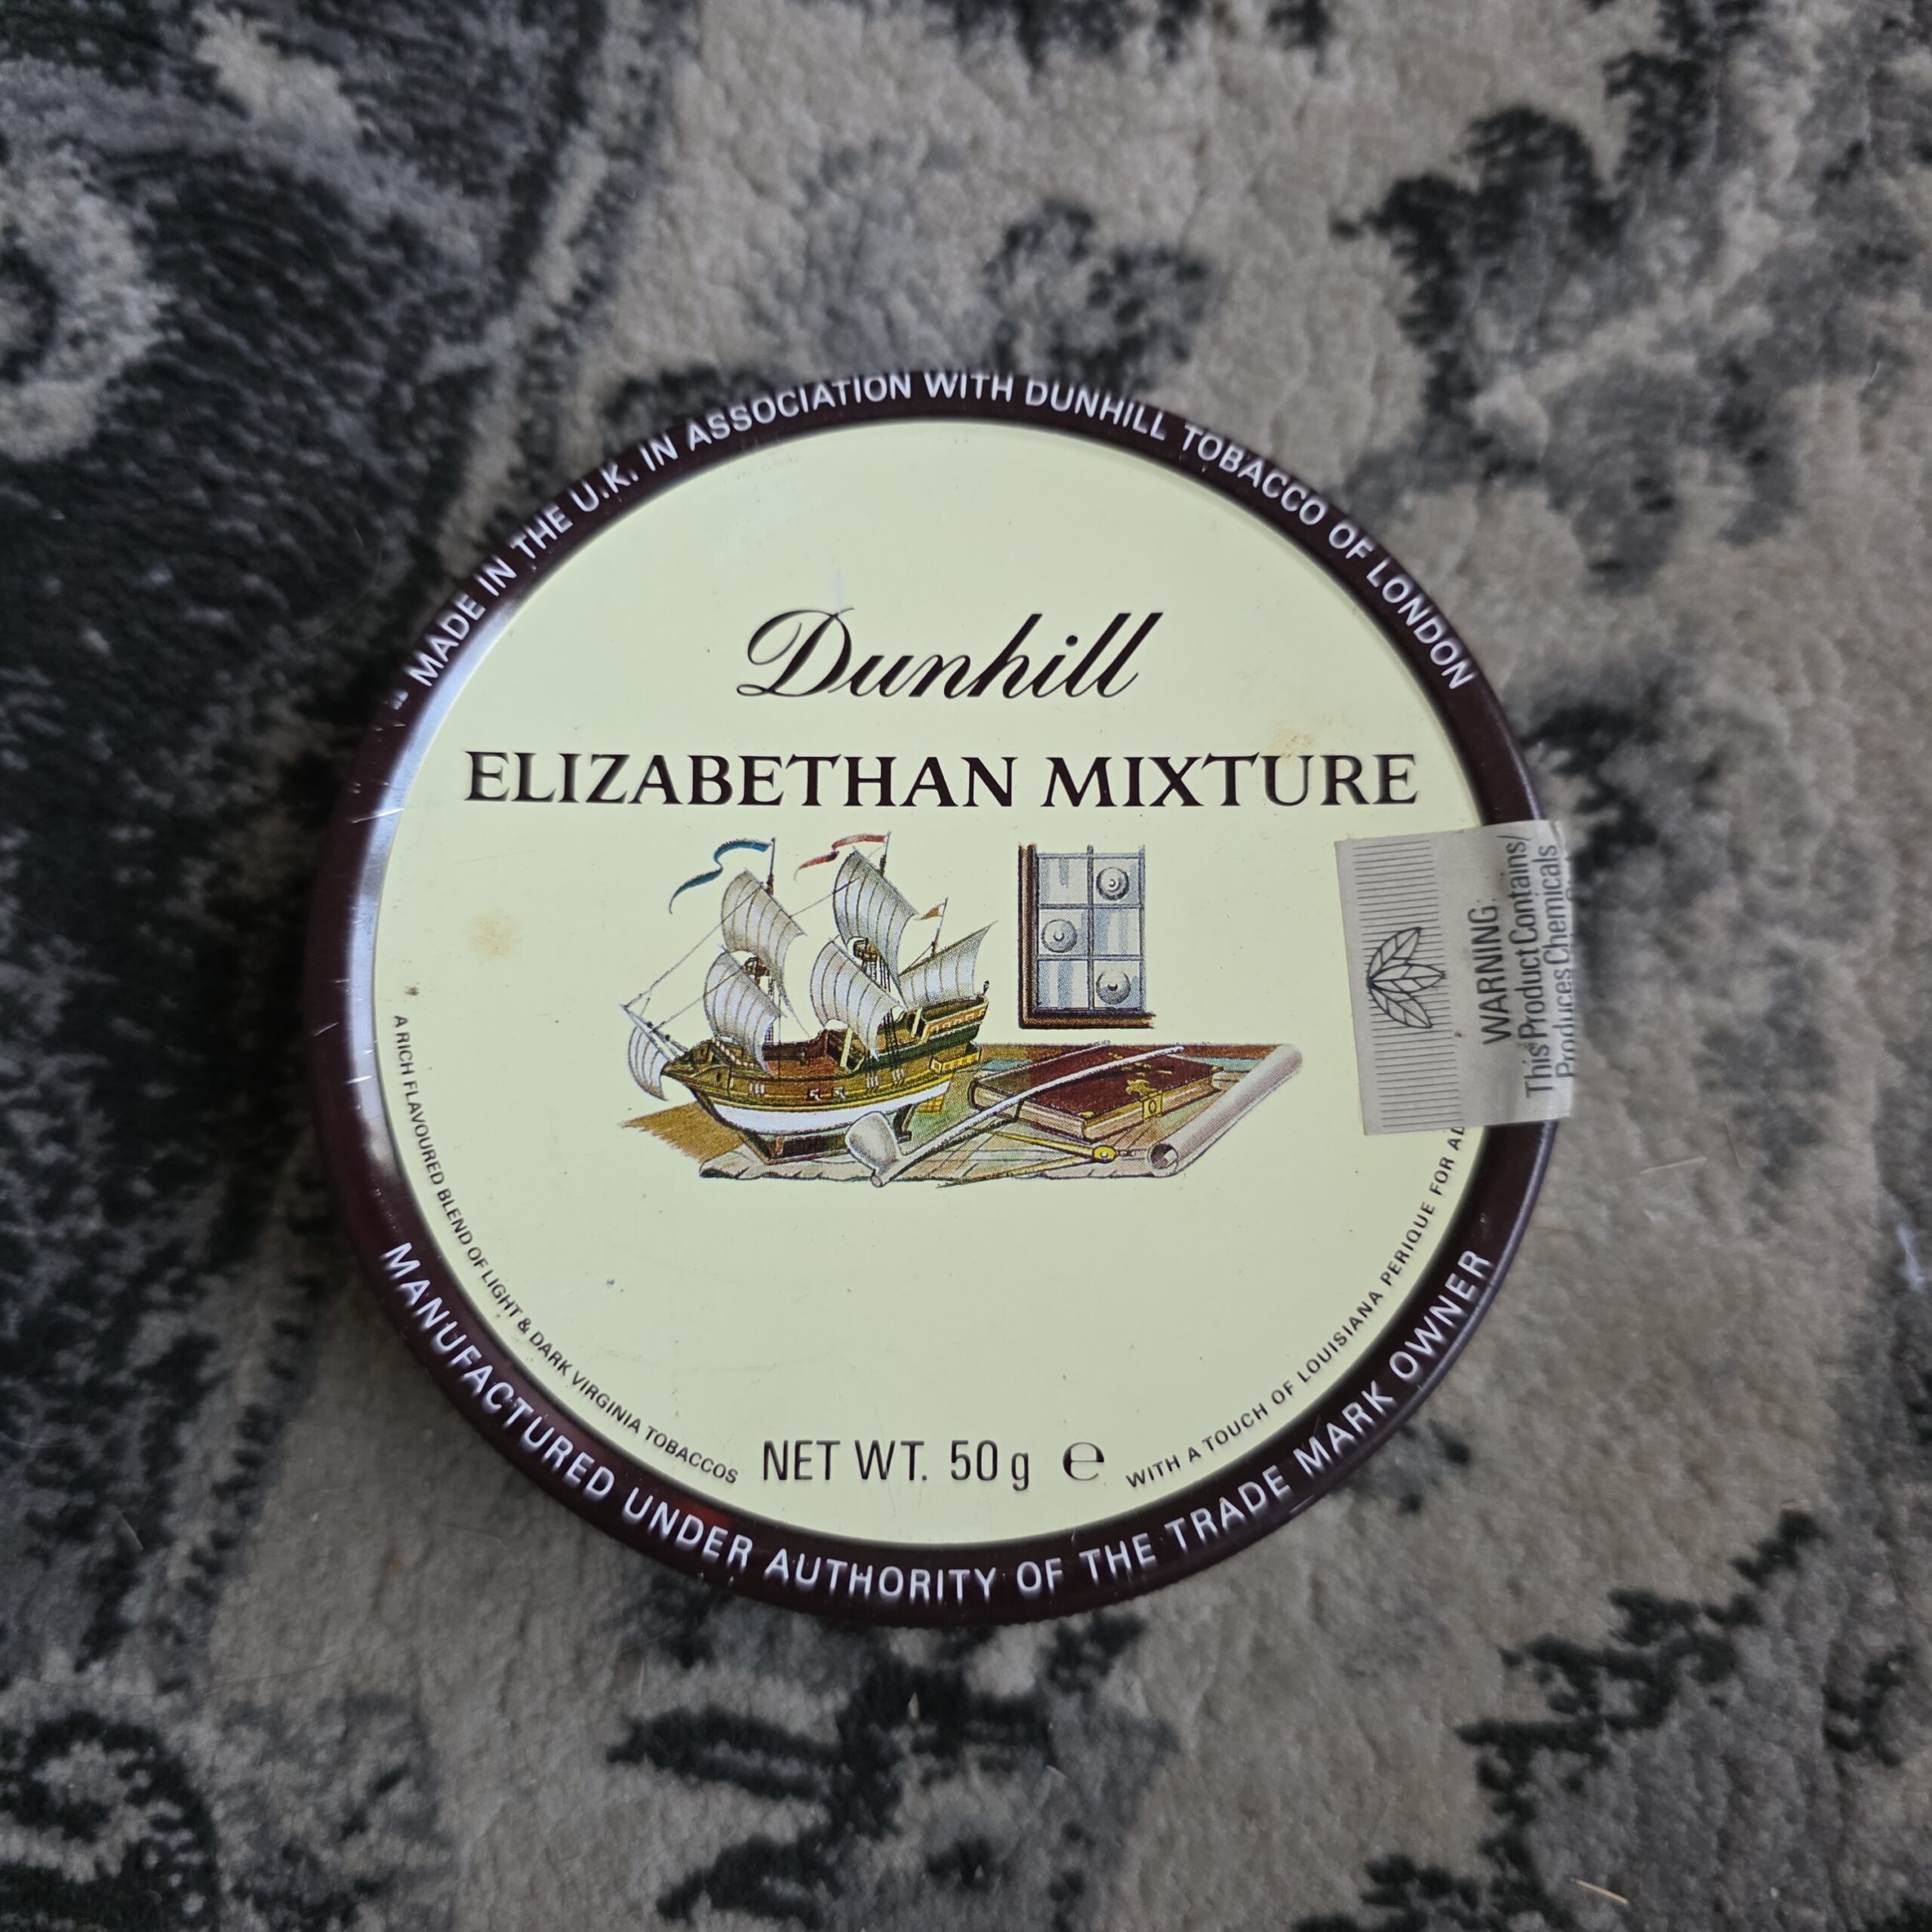 MADE IN THE U.K. IN ASSOCIATION WITH DUNHILL TOBACCO OF LONDON
Dunhill
ELIZABETHAN MIXTURE
WARNING:
This Product Contains/
Produces Chemicals
A RICH FLAVOURED BLEND OF LIGHT & DARK VIRGINIA TOBACCOS
NET WT. 50g e
WITH A TOUCH OF LOUISIANA PERIQUE FOR
MANUFACTURED UNDER AUTHORITY OF THE TRADE MARK OWNER